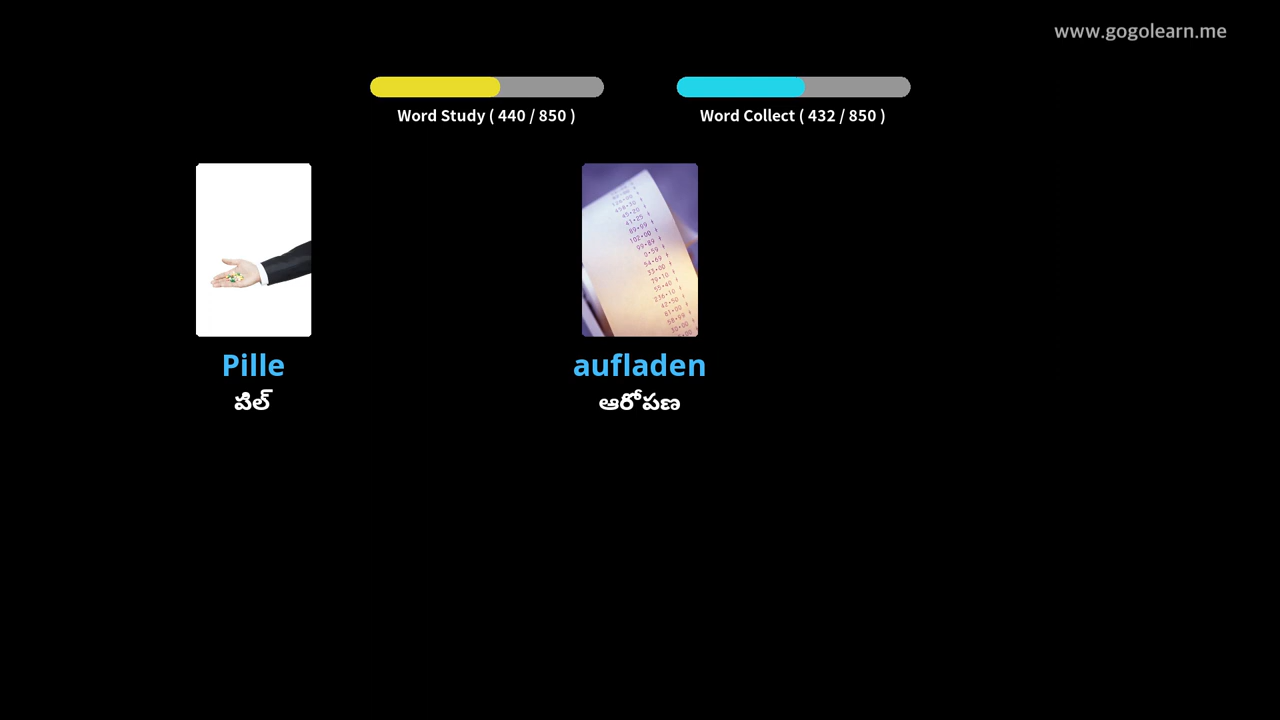 www.gogolearn.me
Word Study ( 440 / 850 )
Word Collect ( 432 / 850 )
Pille
పిల్
aufladen
ఆరోపణ